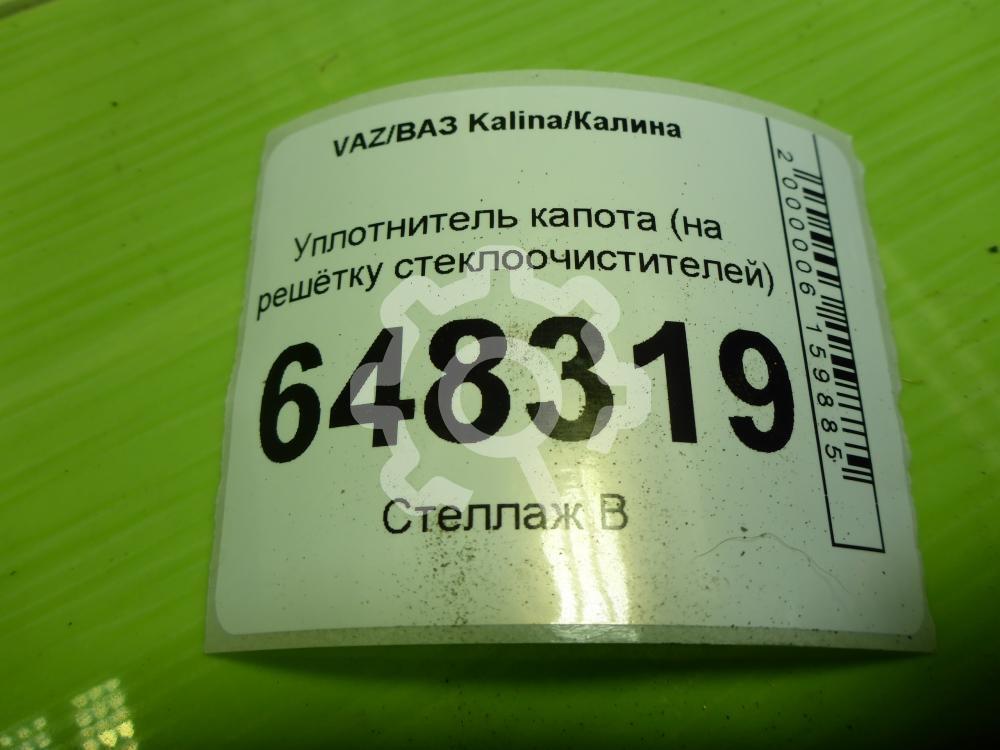 VAZ/ВАЗ Kalina/Калина
Уплотнитель капота (на
решётку стеклоочистителей)
648319
Стеллаж В
2000006159885